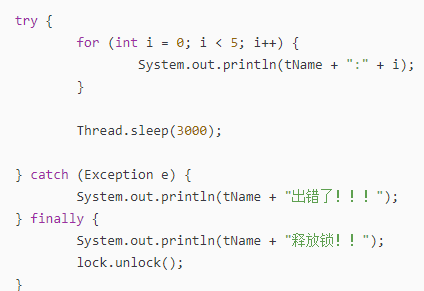 try {
for (int i = 0; i < 5; i++) {
System.out.println(tName + ":" + i);
}
Thread.sleep(3000);
} catch (Exception e) {
System.out.println(tName + "出错了！！！");
} finally {
System.out.println(tName + "释放锁！！");
lock.unlock();
}